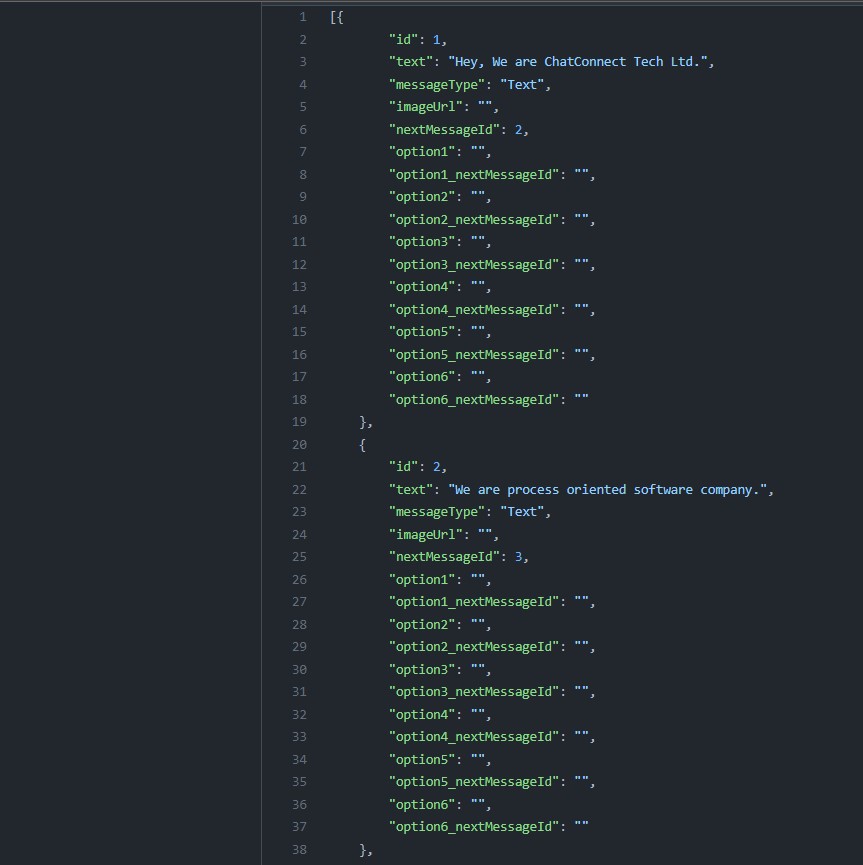 1 [{
2 "id": 1,
3 "text": "Hey, We are ChatConnect Tech Ltd.",
4 "messageType": "Text",
5 "imageUrl": "",
6 "nextMessageId": 2,
7 "option1": "",
8 "option1_nextMessageId": "",
9 "option2": "",
10 "option2_nextMessageId": "",
11 "option3": "",
12 "option3_nextMessageId": "",
13 "option4": "",
14 "option4_nextMessageId": "",
15 "option5": "",
16 "option5_nextMessageId": "",
17 "option6": "",
18 "option6_nextMessageId": ""
19 },
20 {
21 "id": 2,
22 "text": "We are process oriented software company.",
23 "messageType": "Text",
24 "imageUrl": "",
25 "nextMessageId": 3,
26 "option1": "",
27 "option1_nextMessageId": "",
28 "option2": "",
29 "option2_nextMessageId": "",
30 "option3": "",
31 "option3_nextMessageId": "",
32 "option4": "",
33 "option4_nextMessageId": "",
34 "option5": "",
35 "option5_nextMessageId": "",
36 "option6": "",
37 "option6_nextMessageId": ""
38 },